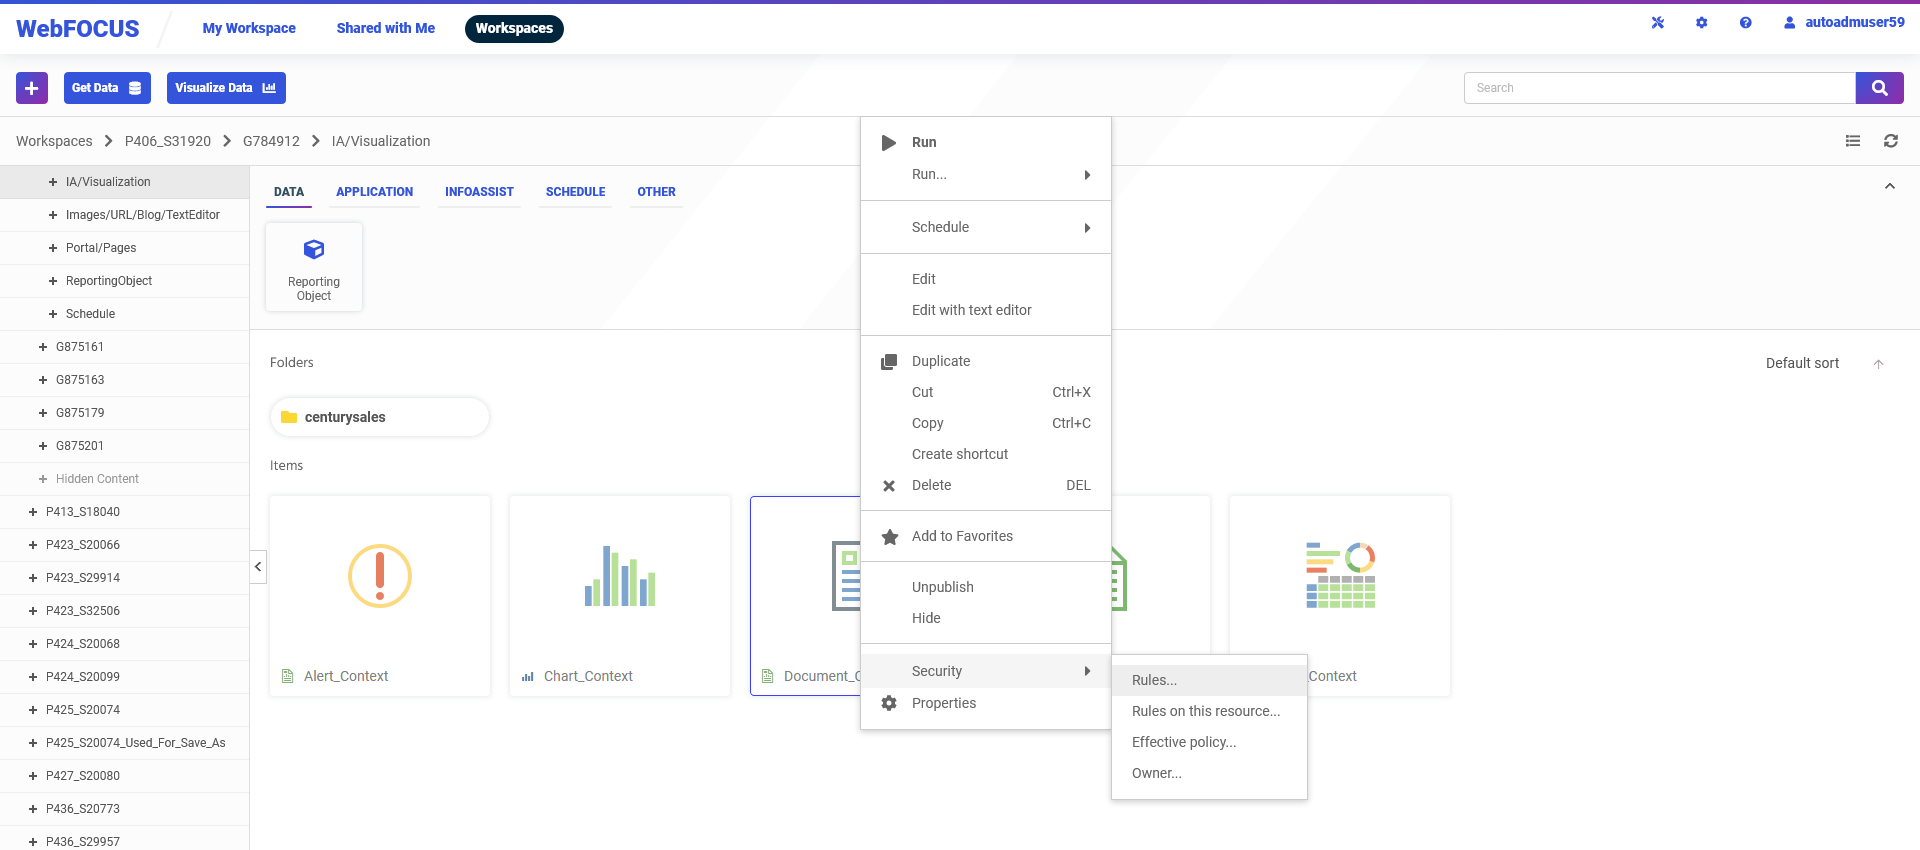 WebFOCUS
My Workspace
Shared with Me
Workspaces
autoadmuser59
Get Data
Visualize Data
Search
Workspaces
P406_S31920
G784912
IA/Visualization
IA/Visualization
Images/URL/Blog/TextEditor
Portal/Pages
ReportingObject
Schedule
G875161
G875163
G875179
G875201
Hidden Content
P413_S18040
P423_S20066
P423_S29914
P423_S32506
P424_S20068
P424_S20099
P425_S20074
P425_S20074_Used_For_Save_As
P427_S20080
P436_S20773
P436_S29957
DATA
APPLICATION
INFOASSIST
SCHEDULE
OTHER
Reporting
Object
Folders
Default sort
centurysales
Items
Alert_Context
Chart_Context
Document_C
_Context
Run
Run...
Schedule
Edit
Edit with text editor
Duplicate
Cut Ctrl+X
Copy Ctrl+C
Create shortcut
Delete DEL
Add to Favorites
Unpublish
Hide
Security
Properties
Rules...
Rules on this resource...
Effective policy...
Owner...